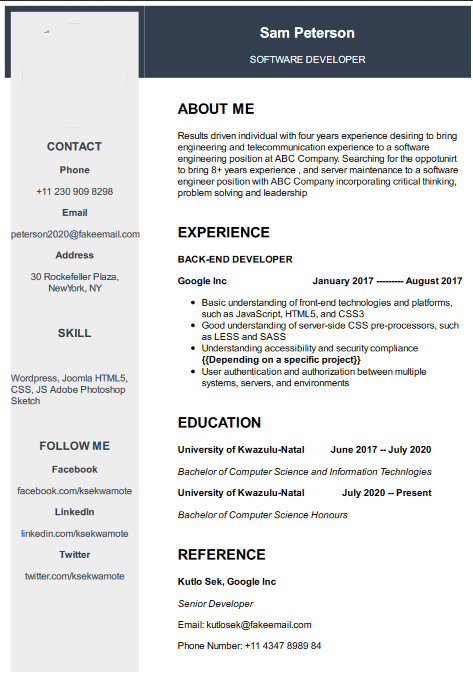 Sam Peterson
SOFTWARE DEVELOPER
CONTACT
Phone
+11 230 909 8298
Email
peterson2020@fakeemail.com
Address
30 Rockefeller Plaza,
NewYork, NY
SKILL
Wordpress, Joomla HTML5,
CSS, JS Adobe Photoshop
Sketch
FOLLOW ME
Facebook
facebook.com/ksekwamote
LinkedIn
linkedin.com/ksekwamote
Twitter
twitter.com/ksekwamote
ABOUT ME
Results driven individual with four years experience desiring to bring
engineering and telecommunication experience to a software
engineering position at ABC Company. Searching for the oppotunirt
to bring 8+ years experience , and server maintenance to a software
engineer position with ABC Company incorporating critical thinking,
problem solving and leadership
EXPERIENCE
BACK-END DEVELOPER
Google Inc January 2017 --------- August 2017
• Basic understanding of front-end technologies and platforms,
such as JavaScript, HTML5, and CSS3
• Good understanding of server-side CSS pre-processors, such
as LESS and SASS
• Understanding accessibility and security compliance
{{Depending on a specific project}}
• User authentication and authorization between multiple
systems, servers, and environments
EDUCATION
University of Kwazulu-Natal June 2017 -- July 2020
Bachelor of Computer Science and Information Technlogies
University of Kwazulu-Natal July 2020 -- Present
Bachelor of Computer Science Honours
REFERENCE
Kutlo Sek, Google Inc
Senior Developer
Email: kutlosek@fakeemail.com
Phone Number: +11 4347 8989 84